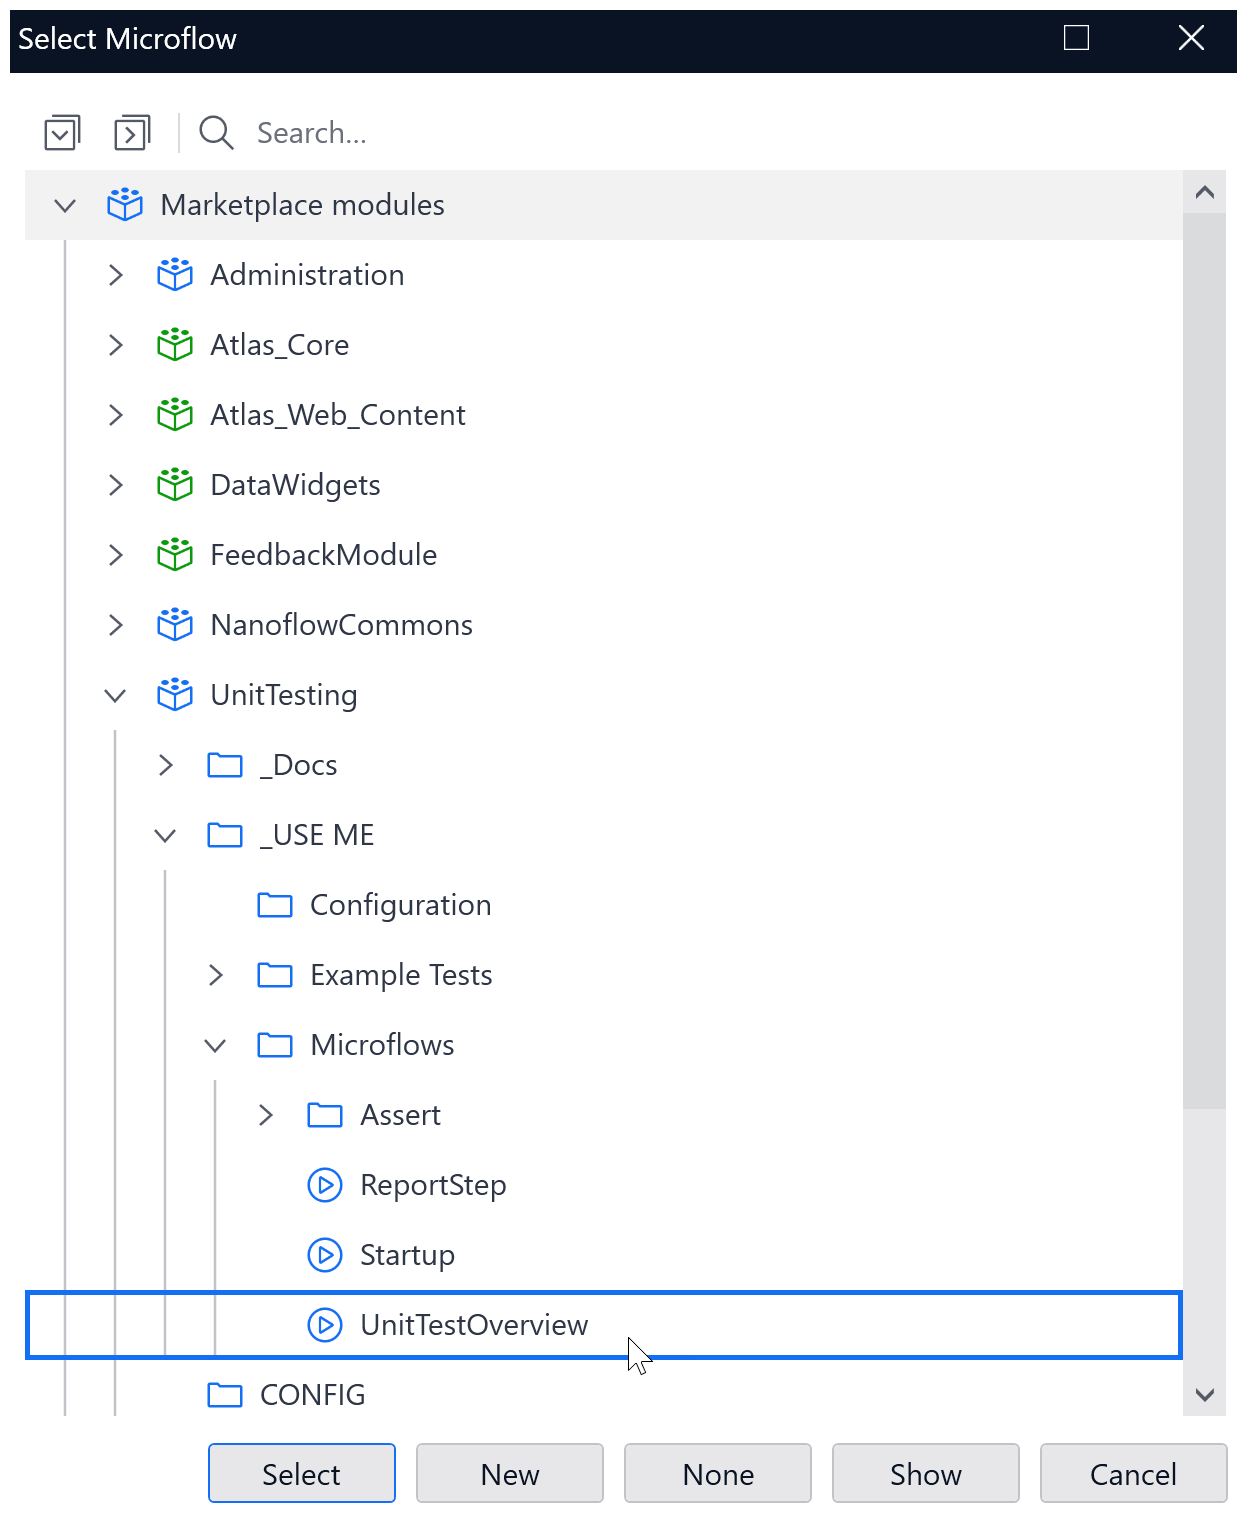 Select Microflow
Search...
Marketplace modules
Administration
Atlas_Core
Atlas_Web_Content
DataWidgets
FeedbackModule
NanoflowCommons
UnitTesting
_Docs
_USE ME
Configuration
Example Tests
Microflows
Assert
ReportStep
Startup
UnitTestOverview
CONFIG
Select New None Show Cancel